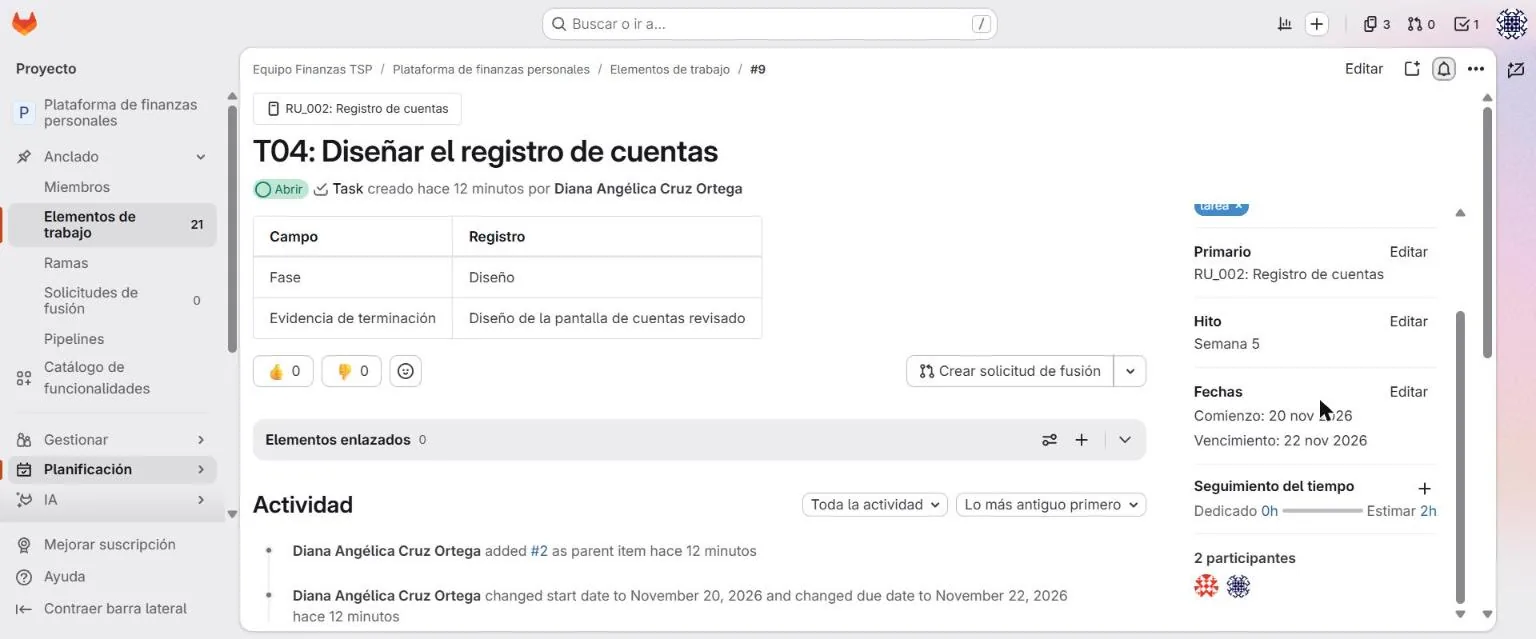 Buscar o ir a...
/
3
0
1
Proyecto
P
Plataforma de finanzas
personales
Anclado
Miembros
Elementos de
trabajo
21
Ramas
Solicitudes de
fusión
0
Pipelines
Catálogo de
funcionalidades
Gestionar
Planificación
IA
Mejorar suscripción
Ayuda
Contraer barra lateral
Equipo Finanzas TSP / Plataforma de finanzas personales / Elementos de trabajo / #9
Editar
RU_002: Registro de cuentas
T04: Diseñar el registro de cuentas
Abrir Task creado hace 12 minutos por Diana Angélica Cruz Ortega
Campo Registro
Fase Diseño
Evidencia de terminación Diseño de la pantalla de cuentas revisado
0
0
Crear solicitud de fusión
Elementos enlazados 0
Actividad
Toda la actividad
Lo más antiguo primero
Diana Angélica Cruz Ortega added #2 as parent item hace 12 minutos
Diana Angélica Cruz Ortega changed start date to November 20, 2026 and changed due date to November 22, 2026
hace 12 minutos
tarea ×
Primario Editar
RU_002: Registro de cuentas
Hito Editar
Semana 5
Fechas Editar
Comienzo: 20 nov 2026
Vencimiento: 22 nov 2026
Seguimiento del tiempo
Dedicado 0h Estimar 2h
2 participantes